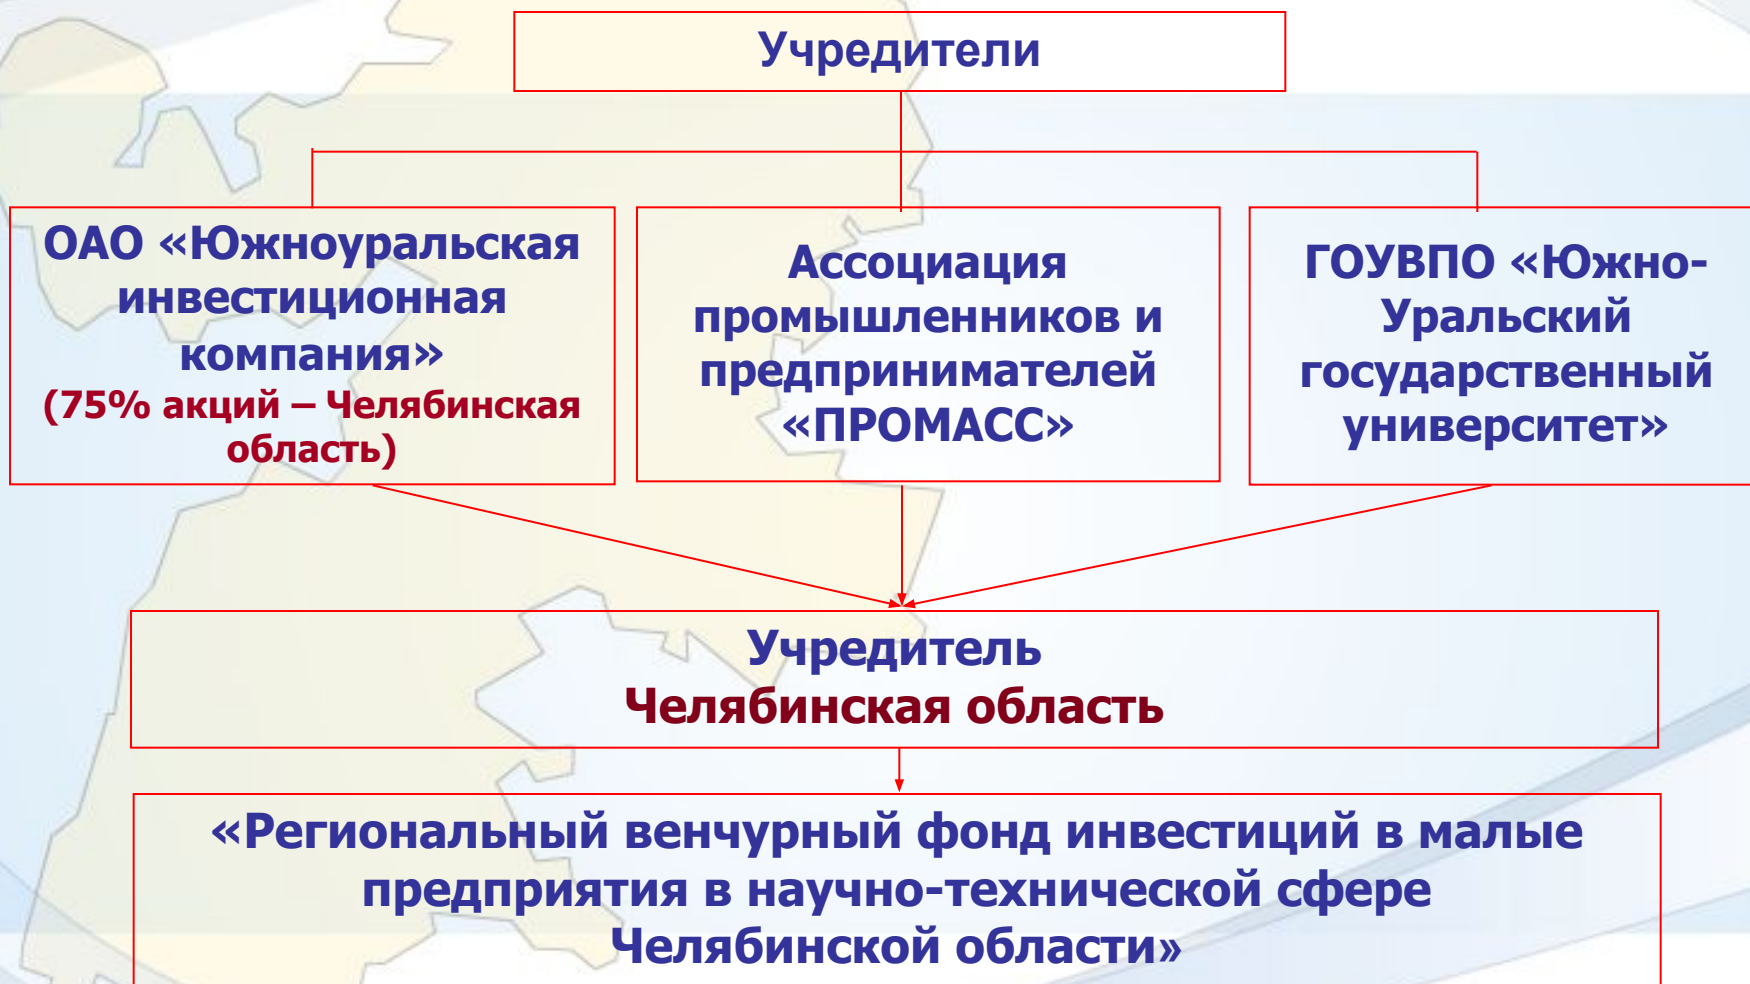 Учредители
ОАО «Южноуральская
инвестиционная
компания»
(75% акций – Челябинская
область)
Ассоциация
промышленников и
предпринимателей
«ПРОМАСС»
ГОУВПО «Южно-
Уральский
государственный
университет»
Учредитель
Челябинская область
«Региональный венчурный фонд инвестиций в малые
предприятия в научно-технической сфере
Челябинской области»